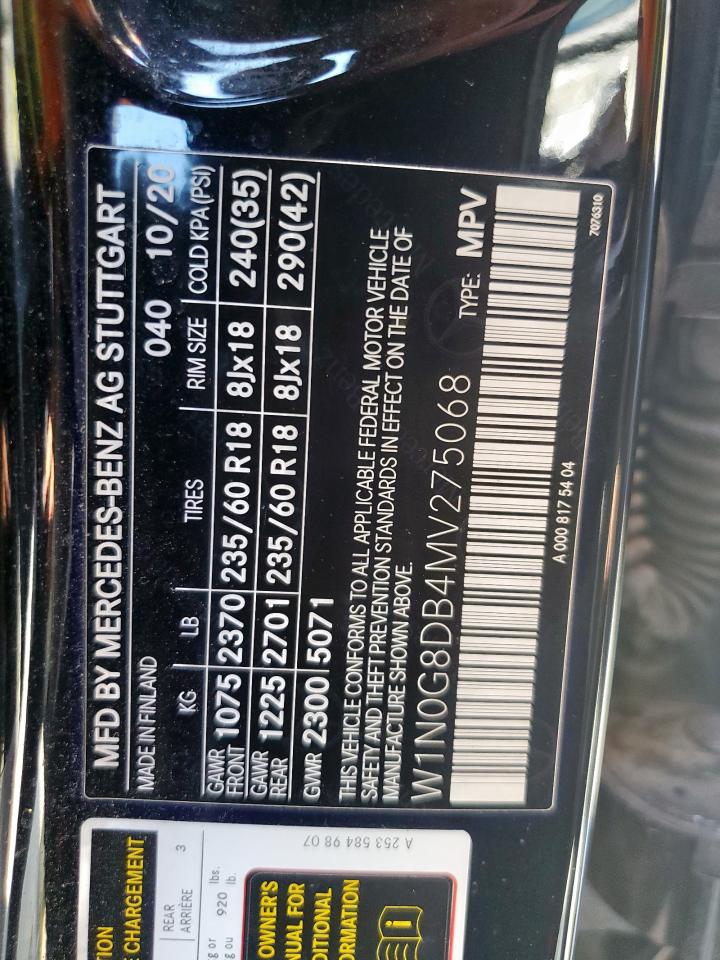 MFD BY MERCEDES-BENZ AG STUTTGART
MADE IN FINLAND 040 10/20
KG LB TIRES RIM SIZE COLD KPA (PSI)
GAWR FRONT 1075 2370 235/60 R18 8Jx18 240(35)
GAWR REAR 1225 2701 235/60 R18 8Jx18 290(42)
GVWR 2300 5071
THIS VEHICLE CONFORMS TO ALL APPLICABLE FEDERAL MOTOR VEHICLE
SAFETY AND THEFT PREVENTION STANDARDS IN EFFECT ON THE DATE OF
MANUFACTURE SHOWN ABOVE.
W1N0G8DB4MV275068 TYPE: MPV
A 000 817 54 04
7076310
CHARGEMENT
REAR 3
ARRIÈRE
or 920 lbs.
ou lb.
OWNER'S
FOR
A 253 584 98 07